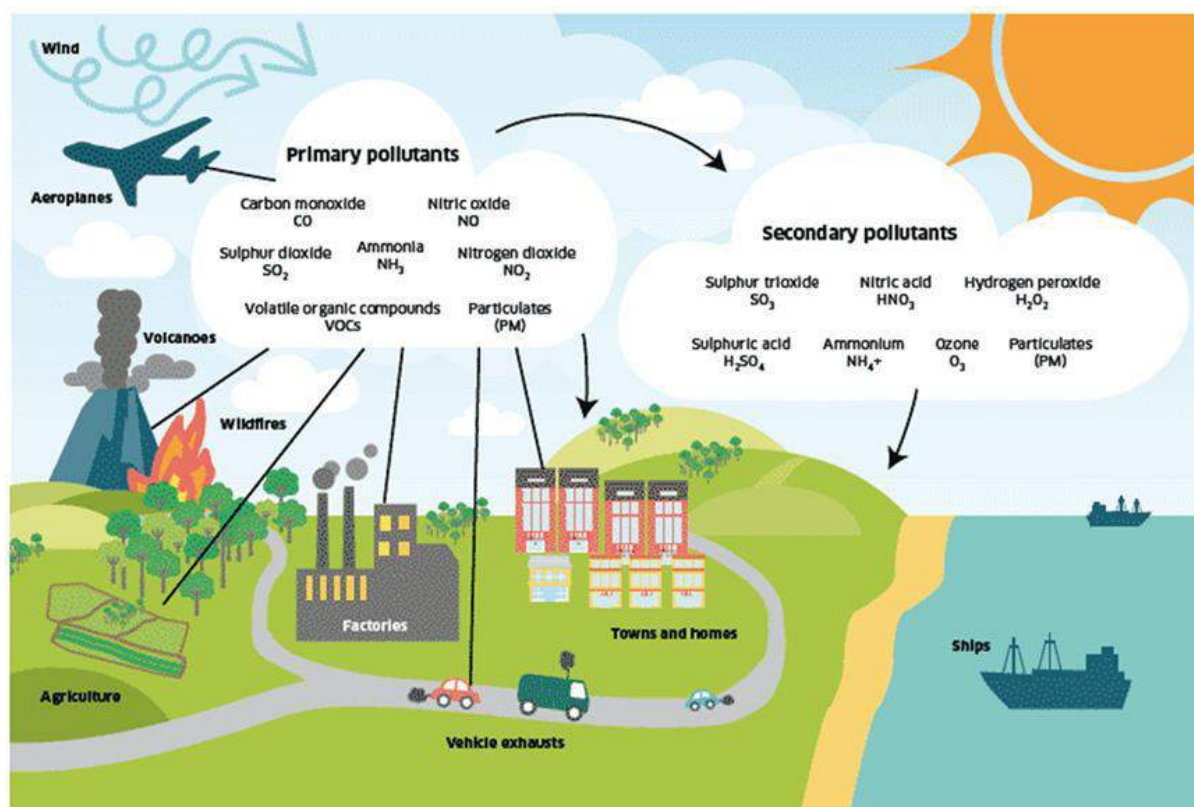 Wind
Aeroplanes
Primary pollutants
Carbon monoxide
CO
Nitric oxide
NO
Sulphur dioxide
SO₂
Ammonia
NH₃
Nitrogen dioxide
NO₂
Volatile organic compounds
VOCs
Particulates
(PM)
Secondary pollutants
Sulphur trioxide
SO₃
Nitric acid
HNO₃
Hydrogen peroxide
H₂O₂
Sulphuric acid
H₂SO₄
Ammonium
NH₄+
Ozone
O₃
Particulates
(PM)
Volcanoes
Wildfires
Factories
Towns and homes
Ships
Agriculture
Vehicle exhausts